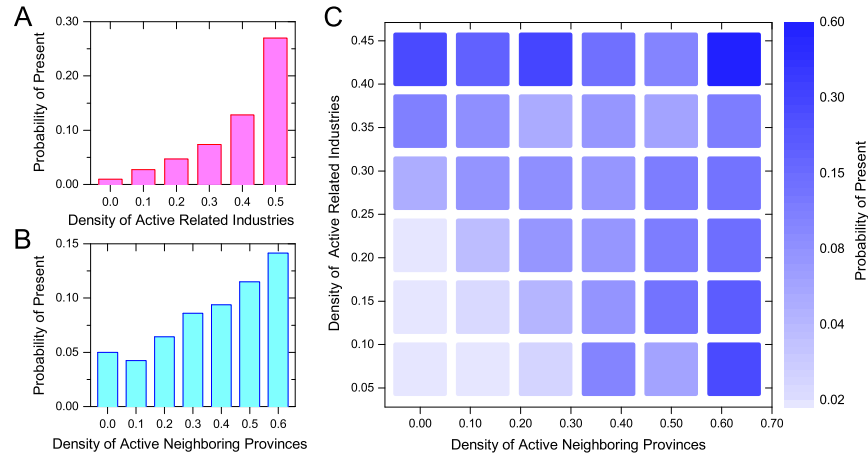 A
Probability of Present
0.30
0.20
0.10
0.00
0.0 0.1 0.2 0.3 0.4 0.5
Density of Active Related Industries
B
Probability of Present
0.15
0.10
0.05
0.00
0.0 0.1 0.2 0.3 0.4 0.5 0.6
Density of Active Neighboring Provinces
C
Density of Active Related Industries
0.45
0.40
0.35
0.30
0.25
0.20
0.15
0.10
0.05
0.00 0.10 0.20 0.30 0.40 0.50 0.60 0.70
Density of Active Neighboring Provinces
0.60
0.30
0.15
0.08
0.04
0.02
Probability of Present